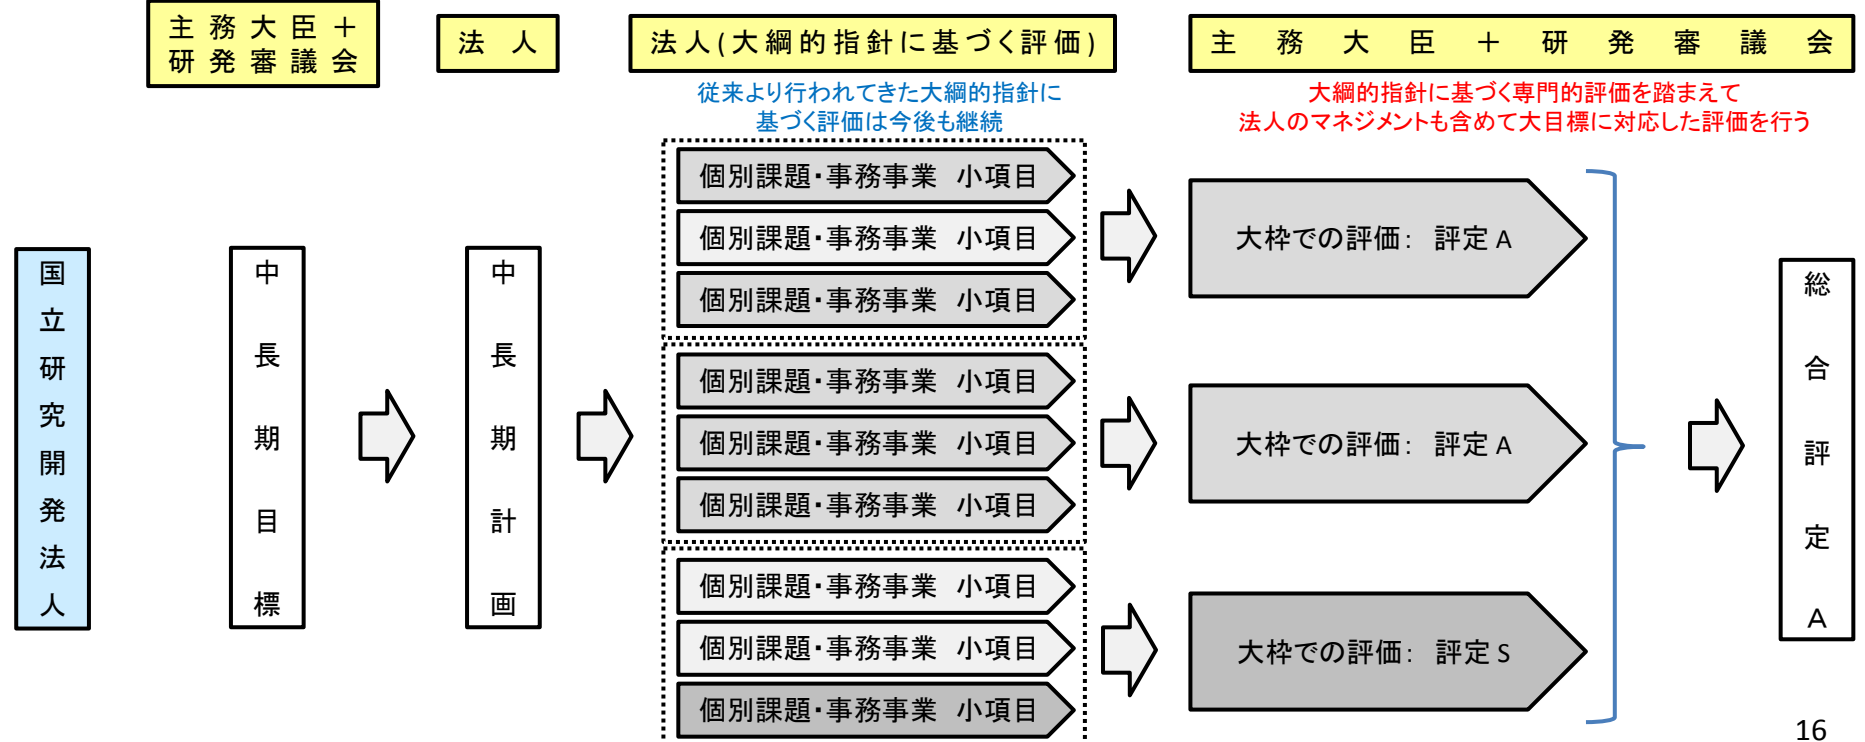 主務大臣＋
研発審議会
法人
法人(大綱的指針に基づく評価)
主務大臣＋研発審議会
従来より行われてきた大綱的指針に
基づく評価は今後も継続
大綱的指針に基づく専門的評価を踏まえて
法人のマネジメントも含めて大目標に対応した評価を行う
国立研究開発法人
中長期目標
中長期計画
個別課題・事務事業　小項目
個別課題・事務事業　小項目
個別課題・事務事業　小項目
個別課題・事務事業　小項目
個別課題・事務事業　小項目
個別課題・事務事業　小項目
個別課題・事務事業　小項目
個別課題・事務事業　小項目
個別課題・事務事業　小項目
大枠での評価：　評定 A
大枠での評価：　評定 A
大枠での評価：　評定 S
総合評定A
16